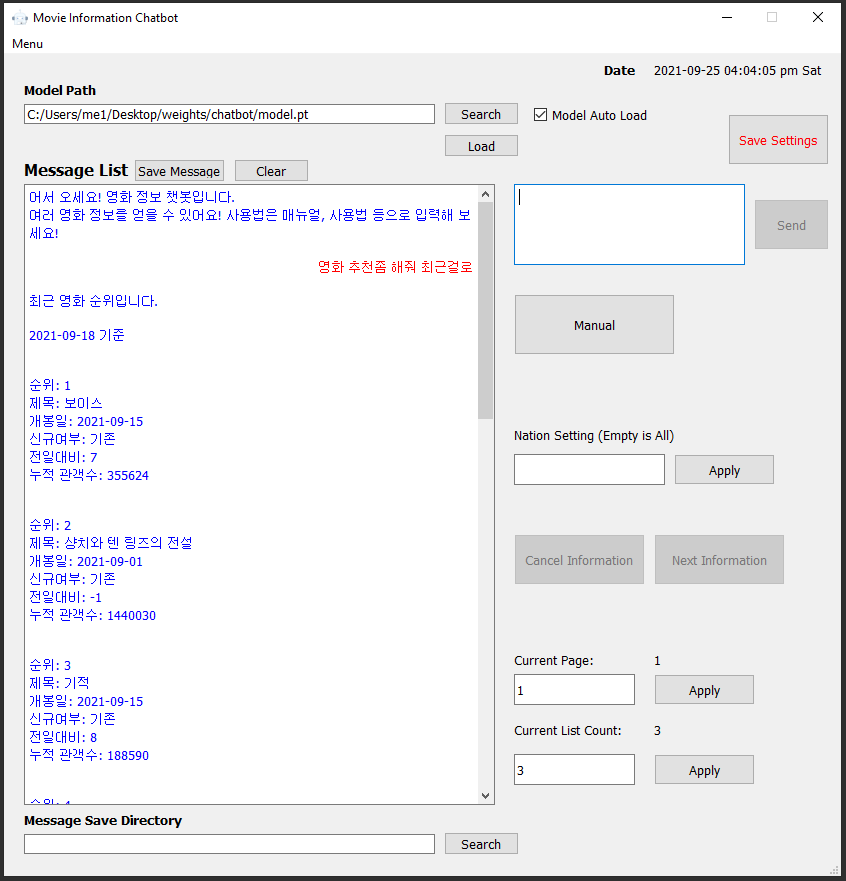 Movie Information Chatbot
Menu
Date 2021-09-25 04:04:05 pm Sat
Model Path
C:/Users/me1/Desktop/weights/chatbot/model.pt
Search
Model Auto Load
Load
Save Settings
Message List
Save Message
Clear
어서 오세요! 영화 정보 챗봇입니다.
여러 영화 정보를 얻을 수 있어요! 사용법은 매뉴얼, 사용법 등으로 입력해 보
세요!
영화 추천좀 해줘 최근걸로
최근 영화 순위입니다.
2021-09-18 기준
순위: 1
제목: 보이스
개봉일: 2021-09-15
신규여부: 기존
전일대비: 7
누적 관객수: 355624
순위: 2
제목: 샹치와 텐 링즈의 전설
개봉일: 2021-09-01
신규여부: 기존
전일대비: -1
누적 관객수: 1440030
순위: 3
제목: 기적
개봉일: 2021-09-15
신규여부: 기존
전일대비: 8
누적 관객수: 188590
Send
Manual
Nation Setting (Empty is All)
Apply
Cancel Information
Next Information
Current Page: 1
1
Apply
Current List Count: 3
3
Apply
Message Save Directory
Search